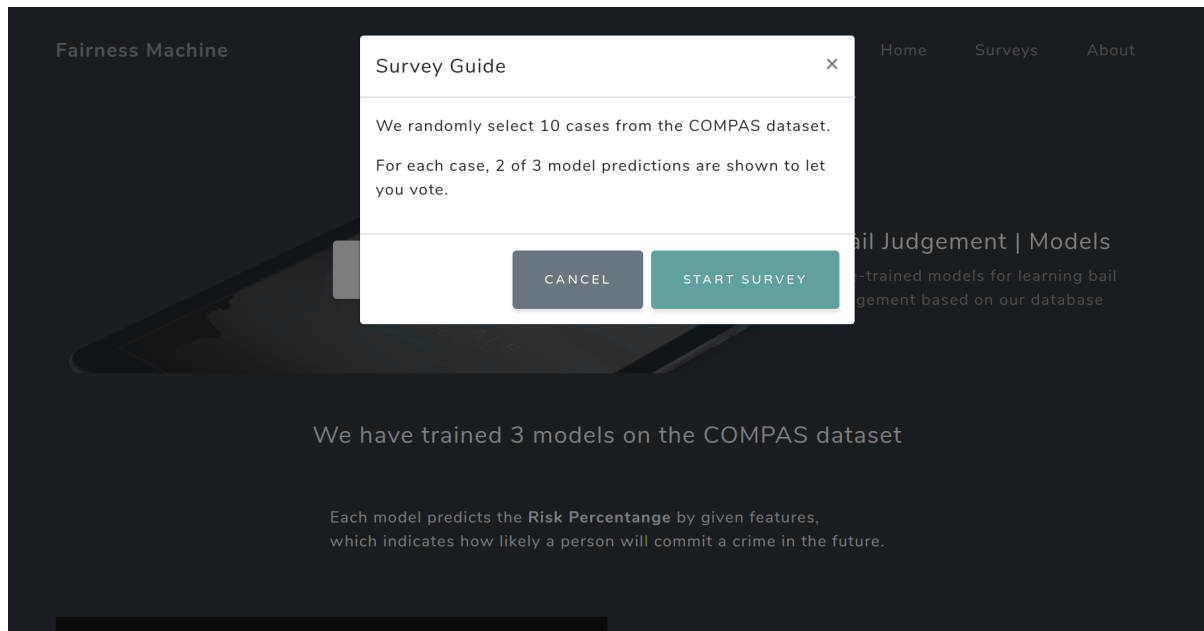 Fairness Machine
Home
Surveys
About
Survey Guide
×
We randomly select 10 cases from the COMPAS dataset.
For each case, 2 of 3 model predictions are shown to let
you vote.
CANCEL
START SURVEY
Judgement | Models
models for learning bail
based on our database
We have trained 3 models on the COMPAS dataset
Each model predicts the Risk Percentange by given features,
which indicates how likely a person will commit a crime in the future.